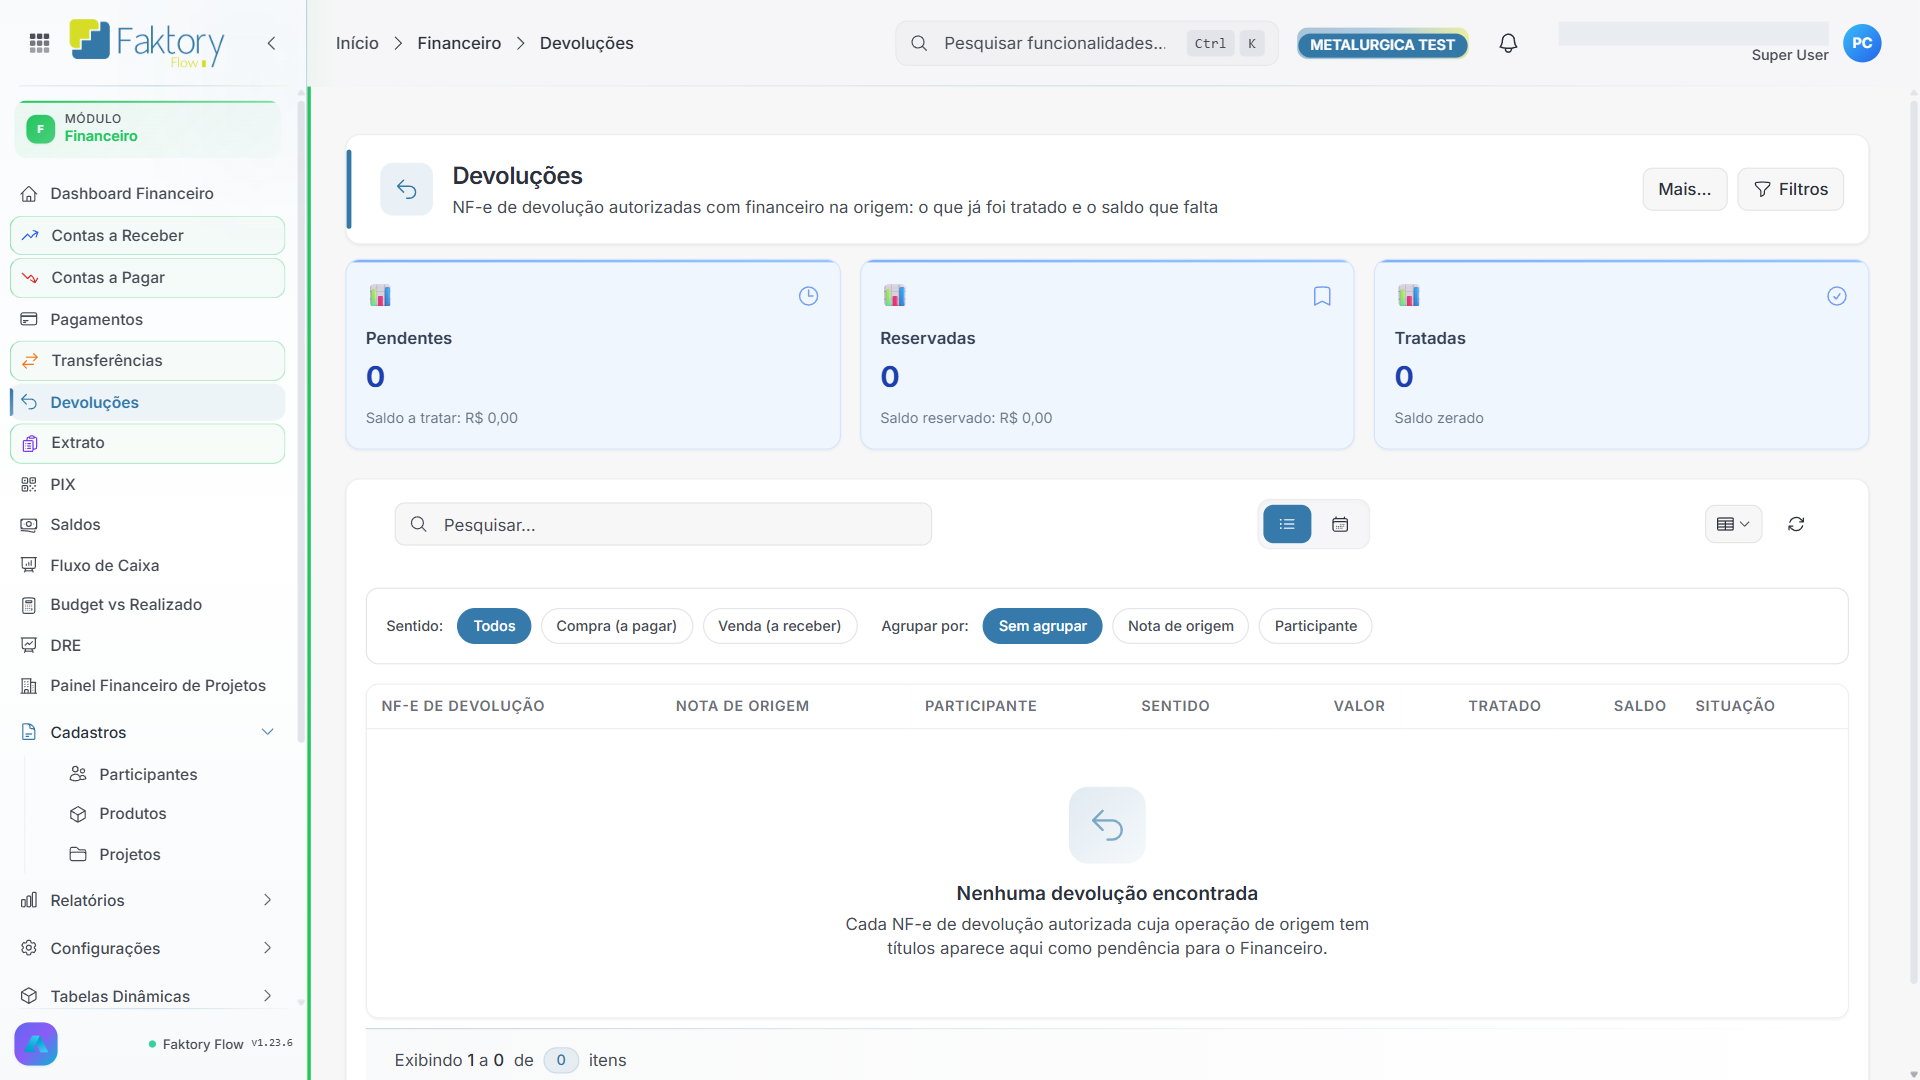 Faktory
Flow
Início > Financeiro > Devoluções
Pesquisar funcionalidades...
Ctrl K
METALURGICA TEST
Super User
PC
F
MÓDULO
Financeiro
Dashboard Financeiro
Contas a Receber
Contas a Pagar
Pagamentos
Transferências
Devoluções
Extrato
PIX
Saldos
Fluxo de Caixa
Budget vs Realizado
DRE
Painel Financeiro de Projetos
Cadastros
Participantes
Produtos
Projetos
Relatórios
Configurações
Tabelas Dinâmicas
Faktory Flow v1.23.6
Devoluções
NF-e de devolução autorizadas com financeiro na origem: o que já foi tratado e o saldo que falta
Mais...
Filtros
Pendentes
0
Saldo a tratar: R$ 0,00
Reservadas
0
Saldo reservado: R$ 0,00
Tratadas
0
Saldo zerado
Pesquisar...
Sentido: Todos Compra (a pagar) Venda (a receber) Agrupar por: Sem agrupar Nota de origem Participante
NF-E DE DEVOLUÇÃO NOTA DE ORIGEM PARTICIPANTE SENTIDO VALOR TRATADO SALDO SITUAÇÃO
Nenhuma devolução encontrada
Cada NF-e de devolução autorizada cuja operação de origem tem
títulos aparece aqui como pendência para o Financeiro.
Exibindo 1 a 0 de 0 itens